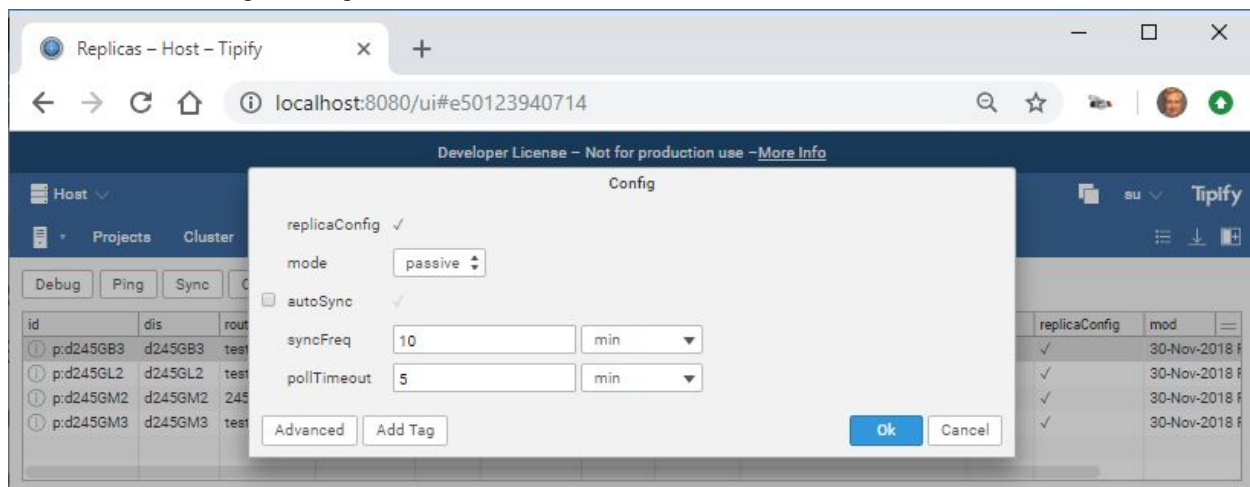 Replicas – Host – Tipify
localhost:8080/ui#e50123940714
Developer License – Not for production use –More Info
Host
su
Tipify
Projects
Cluster
Config
replicaConfig ✓
mode passive
autoSync ✓
syncFreq 10 min
pollTimeout 5 min
Advanced Add Tag Ok Cancel
Debug Ping Sync
id dis replicaConfig mod
p:d245GB3 d245GB3 test ✓ 30-Nov-2018
p:d245GL2 d245GL2 test ✓ 30-Nov-2018
p:d245GM2 d245GM2 245 ✓ 30-Nov-2018
p:d245GM3 d245GM3 test ✓ 30-Nov-2018